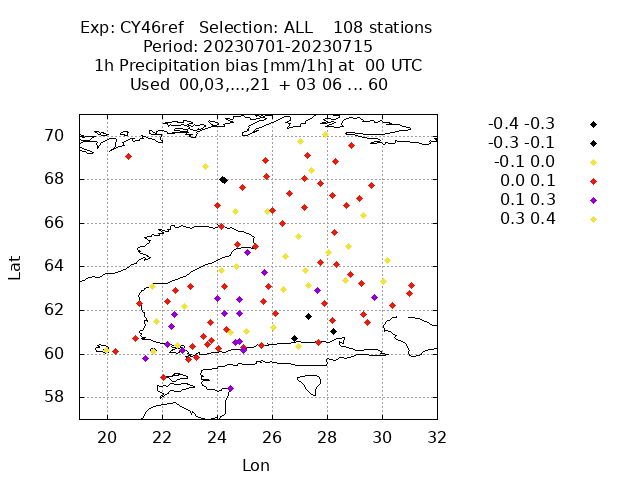 Exp: CY46ref   Selection: ALL    108 stations
Period: 20230701-20230715
1h Precipitation bias [mm/1h] at  00 UTC
Used  00,03,...,21  + 03 06 ... 60
-0.4 -0.3
-0.3 -0.1
-0.1 0.0
0.0 0.1
0.1 0.3
0.3 0.4
70
68
66
64
62
60
58
Lat
20 22 24 26 28 30 32
Lon